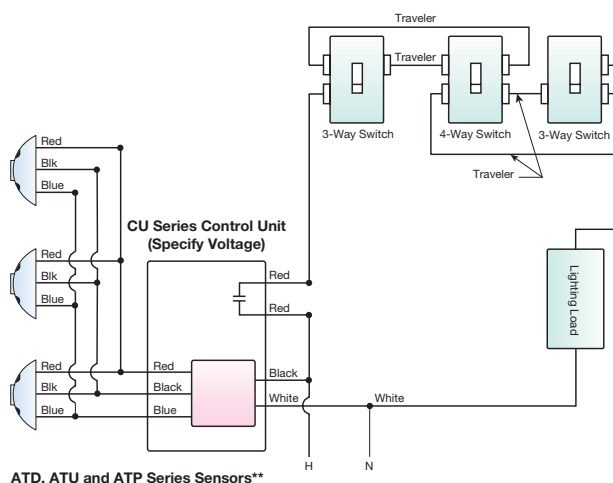 Traveler
Traveler
3-Way Switch
4-Way Switch
3-Way Switch
Traveler
Red
Blk
Blue
CU Series Control Unit
(Specify Voltage)
Red
Blk
Blue
Red
Red
Lighting Load
Red
Blk
Blue
Red
Black
Blue
Black
White
White
H
N
ATD, ATU and ATP Series Sensors**